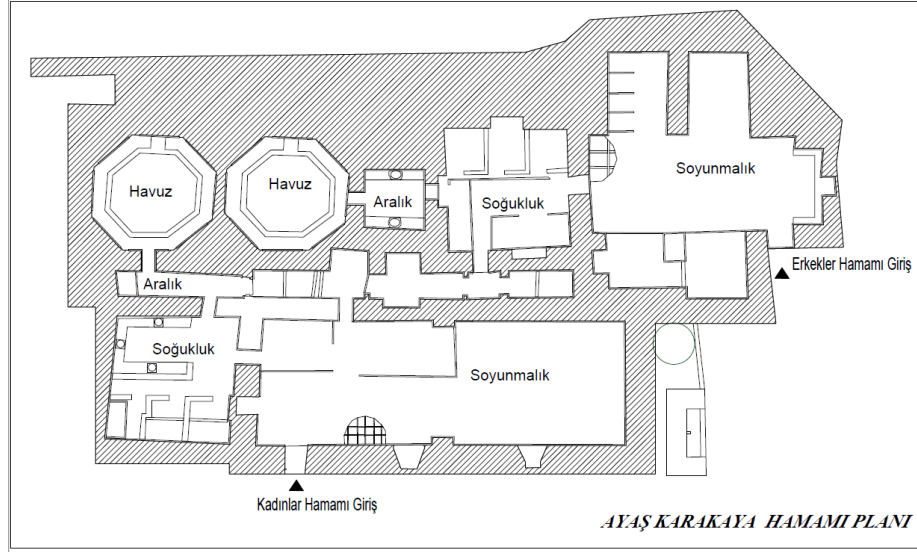 Soyunmalık
Havuz
Havuz
Aralık
Soğukluk
Erkekler Hamamı Giriş
Aralık
Soğukluk
Soyunmalık
Kadınlar Hamamı Giriş
AYAŞ KARAKAYA HAMAMI PLANI